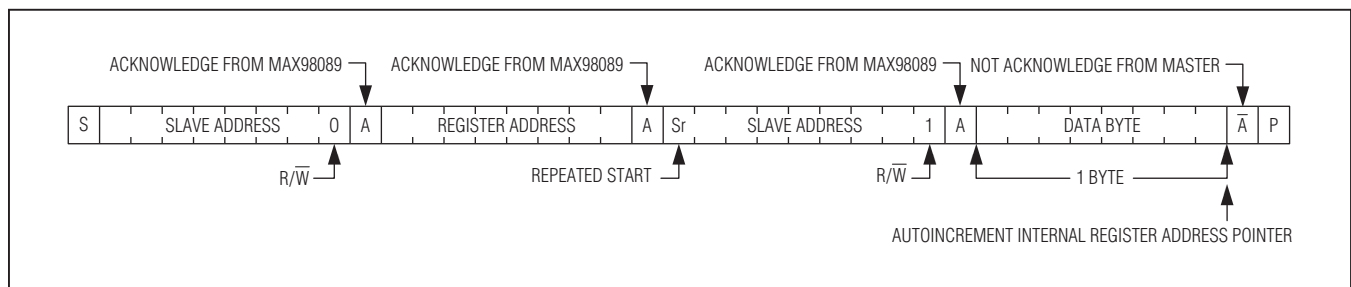 ACKNOWLEDGE FROM MAX98089 ACKNOWLEDGE FROM MAX98089 ACKNOWLEDGE FROM MAX98089 NOT ACKNOWLEDGE FROM MASTER
S SLAVE ADDRESS 0 A REGISTER ADDRESS A Sr SLAVE ADDRESS 1 A DATA BYTE A̅ P
R/W̅ REPEATED START R/W̅ 1 BYTE
AUTOINCREMENT INTERNAL REGISTER ADDRESS POINTER